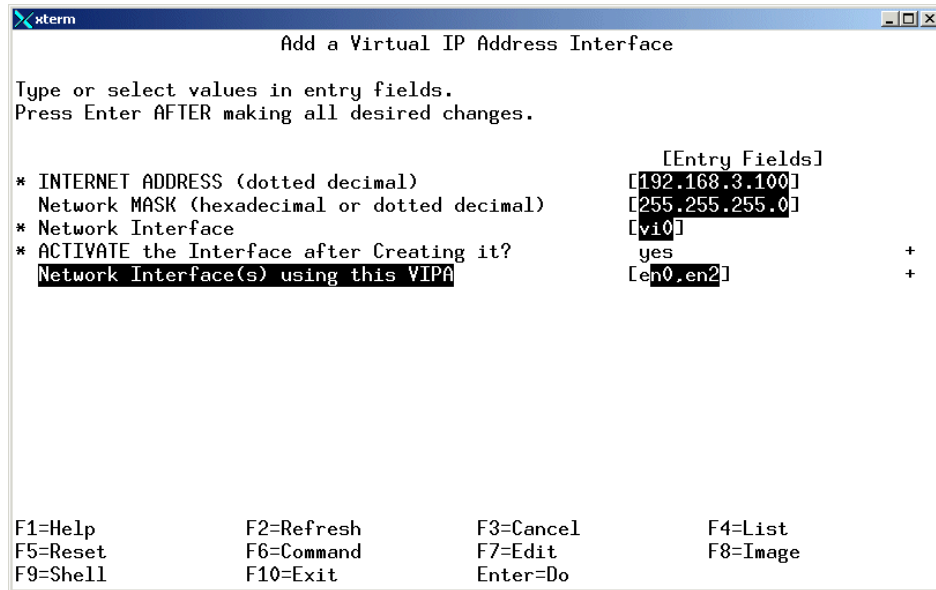 xterm
Add a Virtual IP Address Interface
Type or select values in entry fields.
Press Enter AFTER making all desired changes.
[Entry Fields]
* INTERNET ADDRESS (dotted decimal) [192.168.3.100]
Network MASK (hexadecimal or dotted decimal) [255.255.255.0]
* Network Interface [vi0]
* ACTIVATE the Interface after Creating it? yes +
Network Interface(s) using this VIPA [en0,en2] +
F1=Help F2=Refresh F3=Cancel F4=List
F5=Reset F6=Command F7=Edit F8=Image
F9=Shell F10=Exit Enter=Do